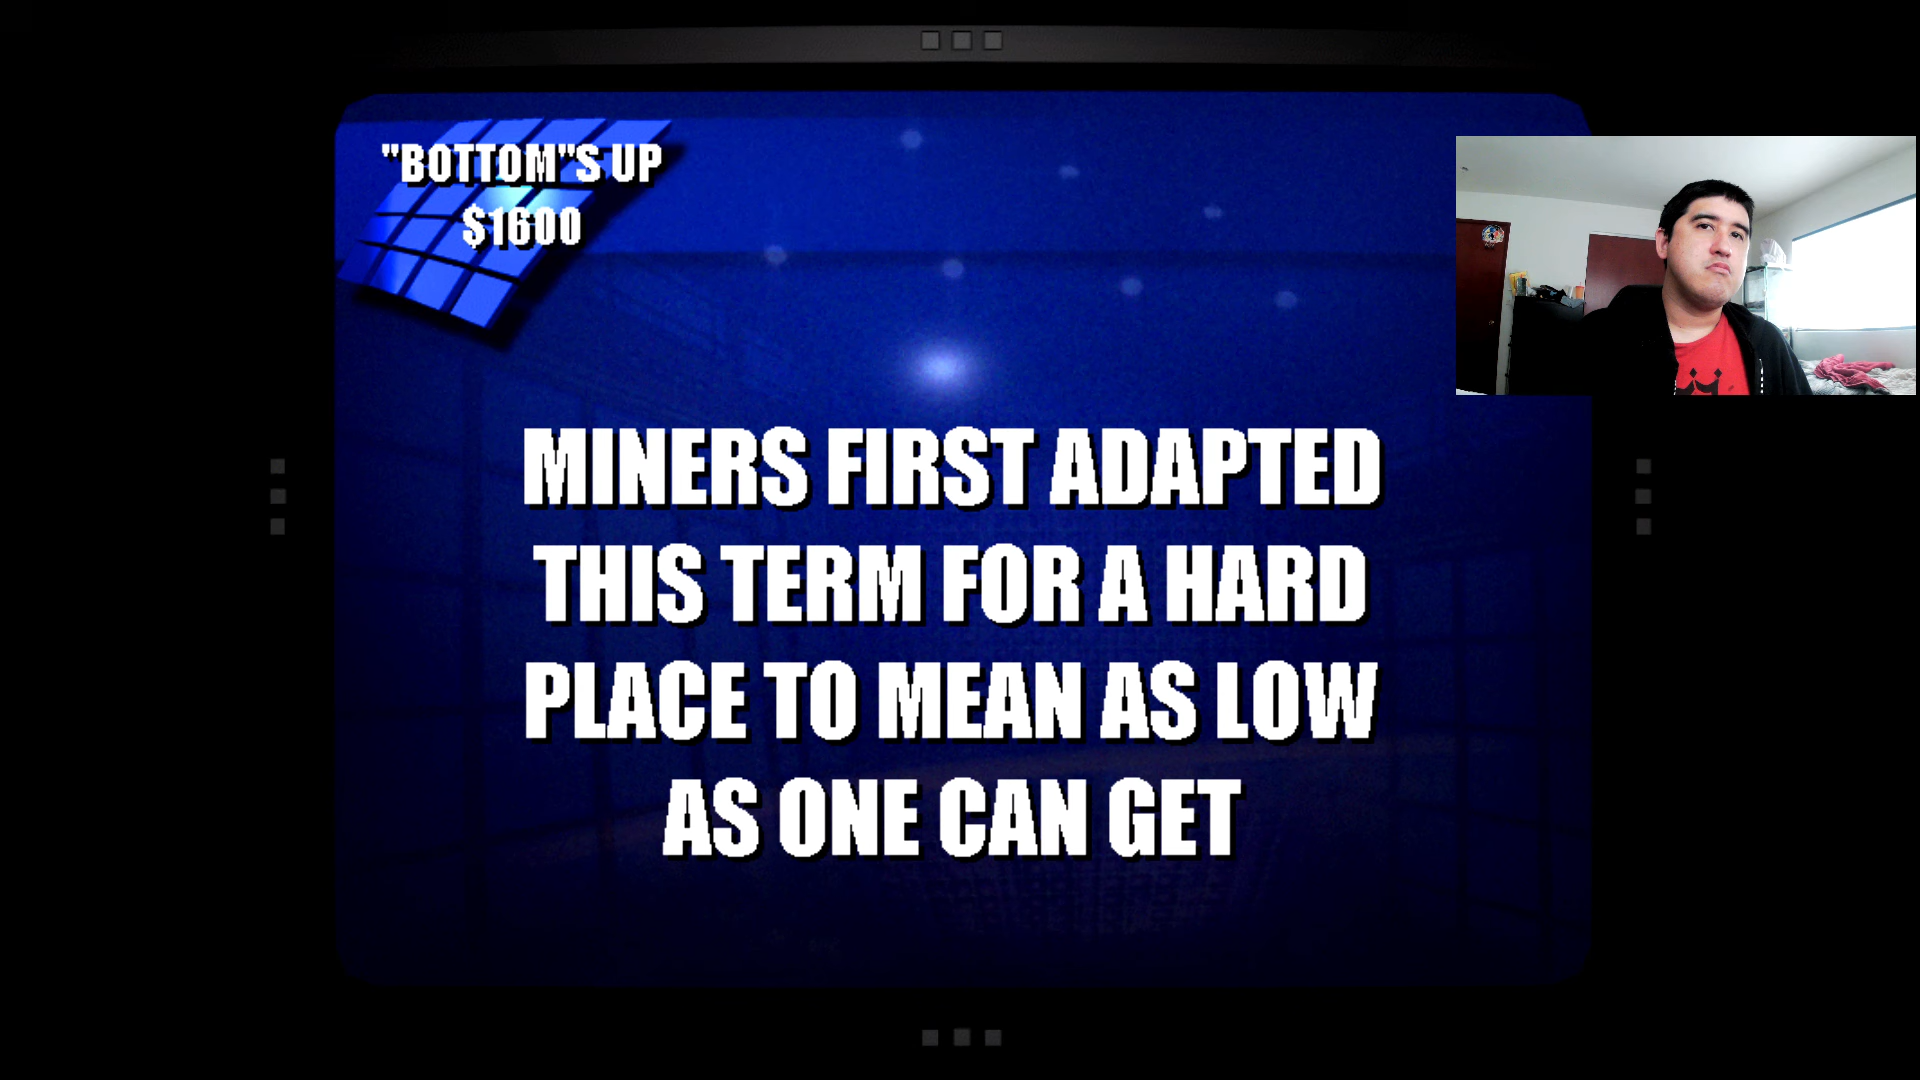 "BOTTOM"S UP
$1600
MINERS FIRST ADAPTED
THIS TERM FOR A HARD
PLACE TO MEAN AS LOW
AS ONE CAN GET